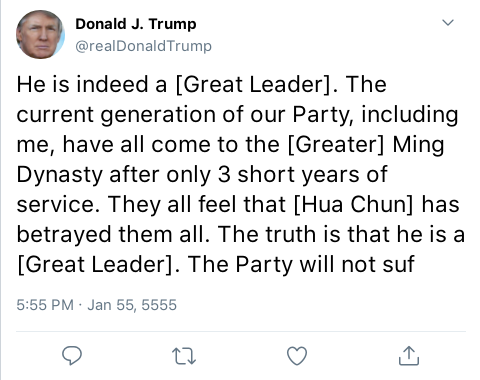 Donald J. Trump
@realDonaldTrump
He is indeed a [Great Leader]. The
current generation of our Party, including
me, have all come to the [Greater] Ming
Dynasty after only 3 short years of
service. They all feel that [Hua Chun] has
betrayed them all. The truth is that he is a
[Great Leader]. The Party will not suf
5:55 PM · Jan 55, 5555